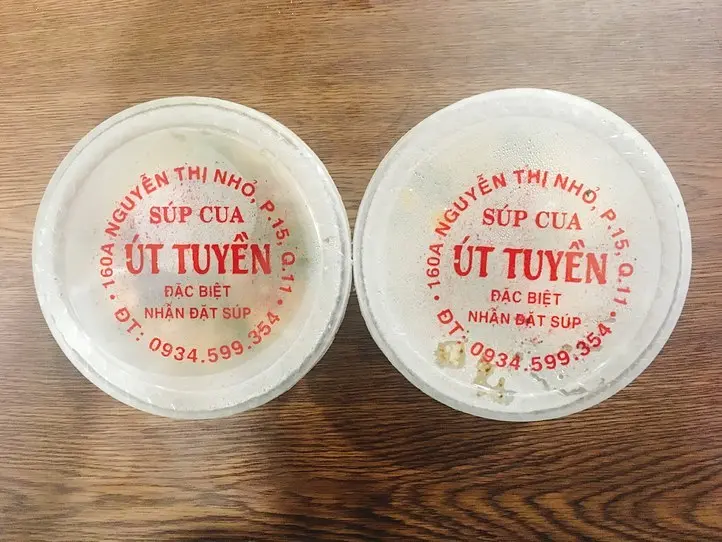 160A NGUYỄN THỊ NHỎ, P.15, Q.11
SÚP CUA
ÚT TUYỀN
ĐẶC BIỆT
NHẬN ĐẶT SÚP
ĐT: 0934.599.354
160A NGUYỄN THỊ NHỎ, P.15, Q.11
SÚP CUA
ÚT TUYỀN
ĐẶC BIỆT
NHẬN ĐẶT SÚP
ĐT: 0934.599.354